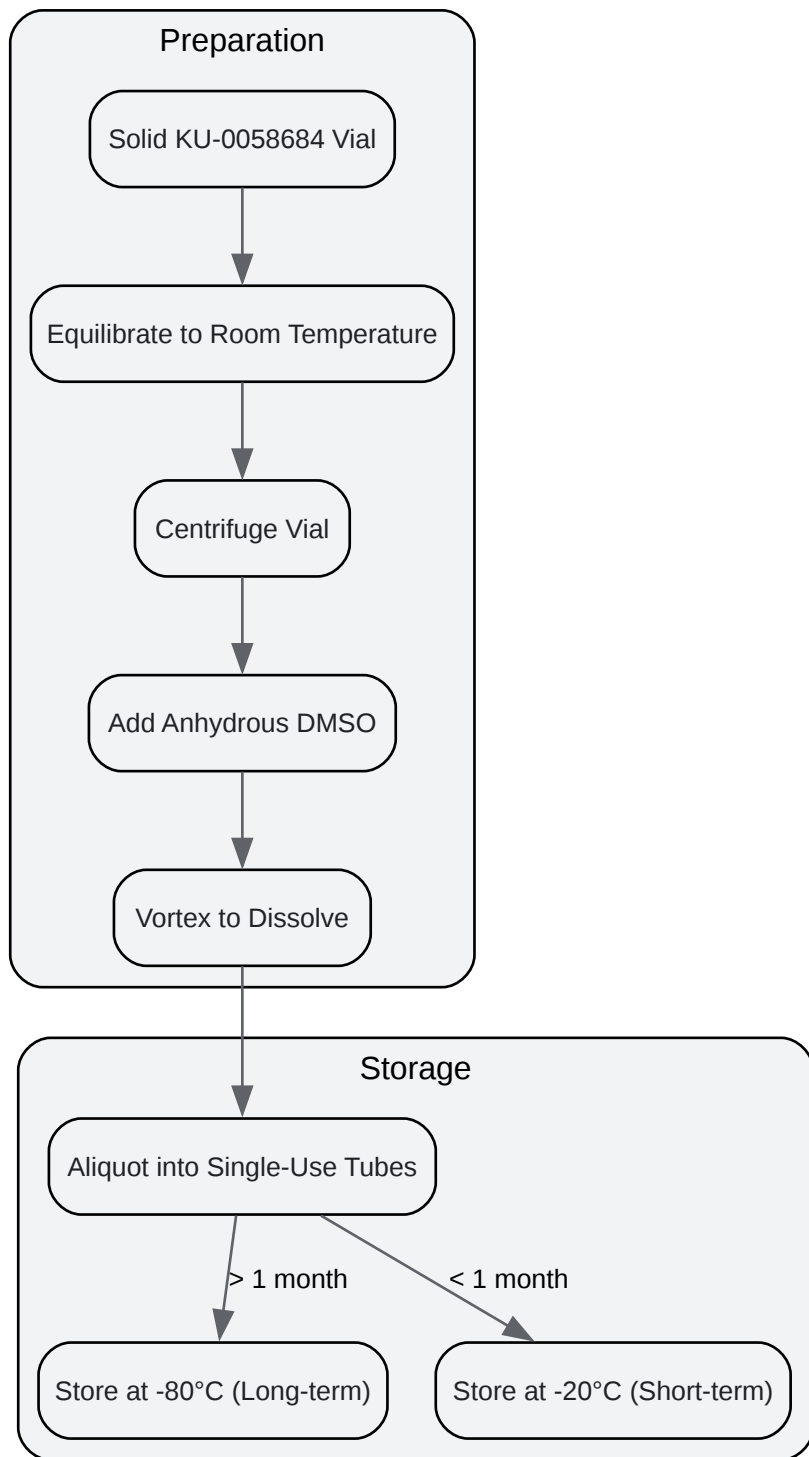 Preparation
Solid KU-0058684 Vial
Equilibrate to Room Temperature
Centrifuge Vial
Add Anhydrous DMSO
Vortex to Dissolve
Storage
Aliquot into Single-Use Tubes
> 1 month
< 1 month
Store at -80°C (Long-term)
Store at -20°C (Short-term)